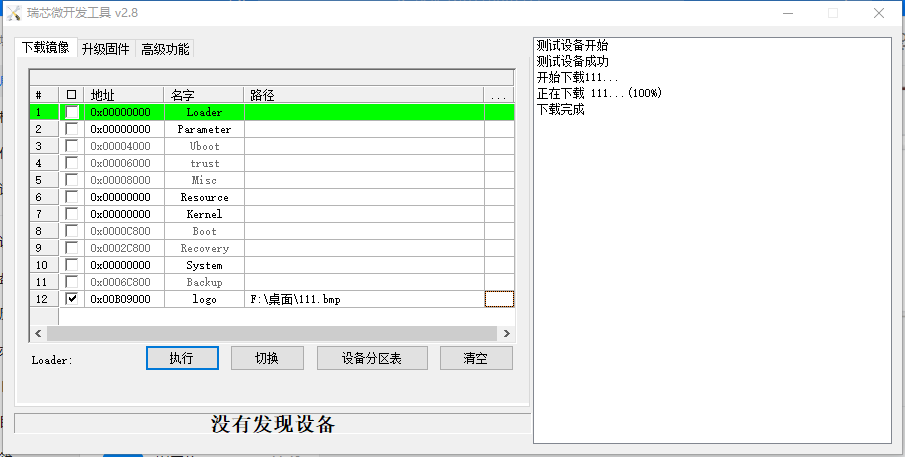 瑞芯微开发工具 v2.8
下载镜像 升级固件 高级功能
# 地址 名字 路径 ...
1 0x00000000 Loader
2 0x00000000 Parameter
3 0x00004000 Uboot
4 0x00006000 trust
5 0x00008000 Misc
6 0x00000000 Resource
7 0x00000000 Kernel
8 0x0000C800 Boot
9 0x0002C800 Recovery
10 0x00000000 System
11 0x0006C800 Backup
12 0x00B09000 logo F:\桌面\111.bmp
Loader: 执行 切换 设备分区表 清空
没有发现设备
测试设备开始
测试设备成功
开始下载111...
正在下载 111...(100%)
下载完成